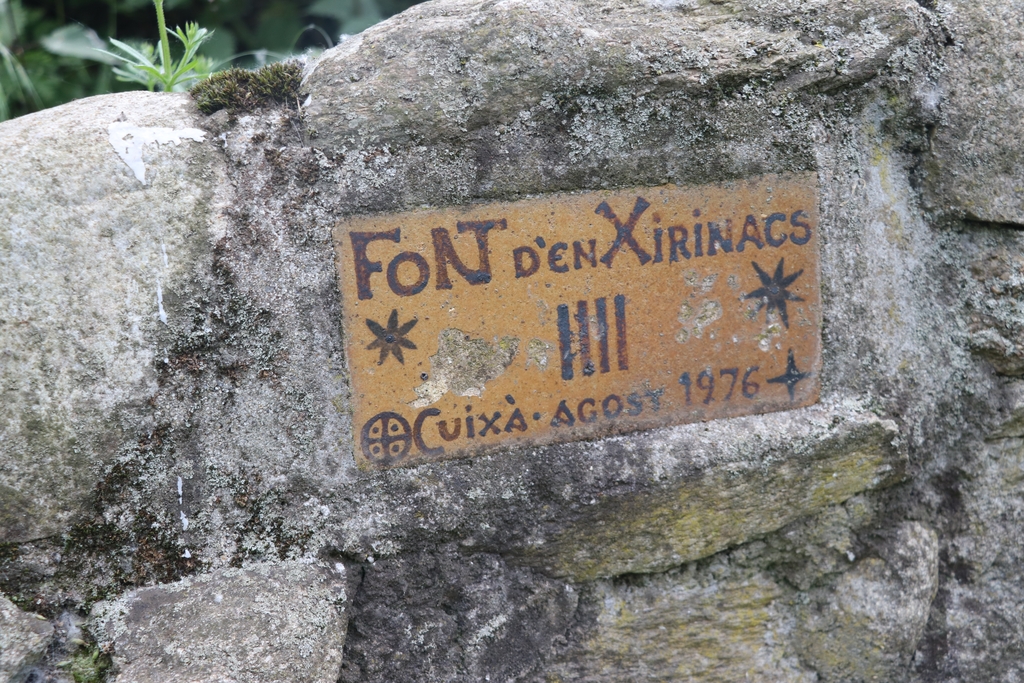 FONT D'EN XIRINACS
CUIXÀ · AGOST 1976